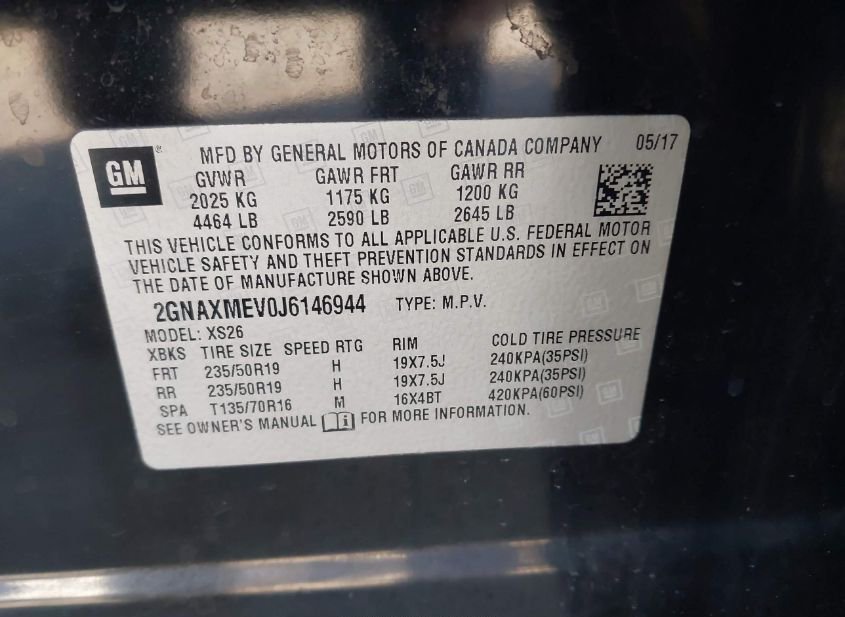 GM
MFD BY GENERAL MOTORS OF CANADA COMPANY 05/17
GVWR GAWR FRT GAWR RR
2025 KG 1175 KG 1200 KG
4464 LB 2590 LB 2645 LB
THIS VEHICLE CONFORMS TO ALL APPLICABLE U.S. FEDERAL MOTOR
VEHICLE SAFETY AND THEFT PREVENTION STANDARDS IN EFFECT ON
THE DATE OF MANUFACTURE SHOWN ABOVE.
2GNAXMEV0J6146944 TYPE: M.P.V.
MODEL: XS26
XBKS TIRE SIZE SPEED RTG RIM COLD TIRE PRESSURE
FRT 235/50R19 H 19X7.5J 240KPA(35PSI)
RR 235/50R19 H 19X7.5J 240KPA(35PSI)
SPA T135/70R16 M 16X4BT 420KPA(60PSI)
SEE OWNER'S MANUAL i FOR MORE INFORMATION.